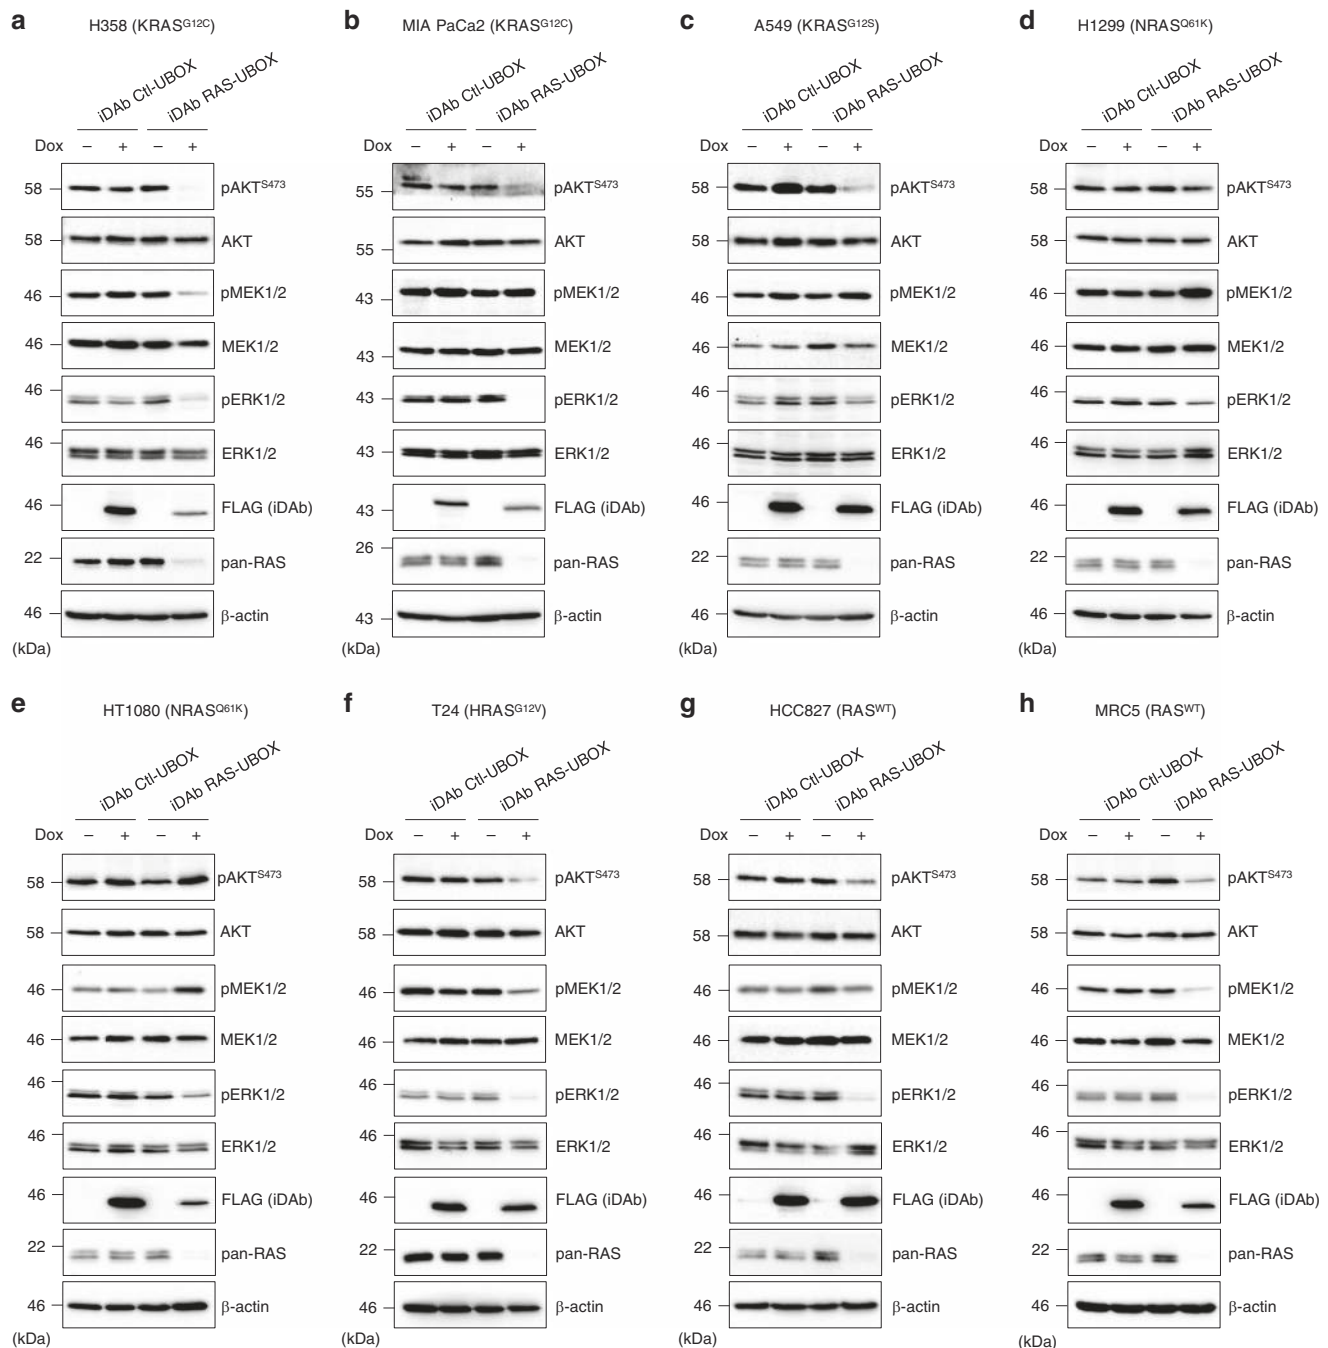 a
H358 (KRASG12C)
iDAb Ctl-UBOX
iDAb RAS-UBOX
Dox – + – +
58 pAKTS473
58 AKT
46 pMEK1/2
46 MEK1/2
46 pERK1/2
46 ERK1/2
46 FLAG (iDAb)
22 pan-RAS
46 β-actin
(kDa)
b
MIA PaCa2 (KRASG12C)
iDAb Ctl-UBOX
iDAb RAS-UBOX
Dox – + – +
55 pAKTS473
55 AKT
43 pMEK1/2
43 MEK1/2
43 pERK1/2
43 ERK1/2
43 FLAG (iDAb)
26 pan-RAS
43 β-actin
(kDa)
c
A549 (KRASG12S)
iDAb Ctl-UBOX
iDAb RAS-UBOX
Dox – + – +
58 pAKTS473
58 AKT
46 pMEK1/2
46 MEK1/2
46 pERK1/2
46 ERK1/2
46 FLAG (iDAb)
22 pan-RAS
46 β-actin
(kDa)
d
H1299 (NRASQ61K)
iDAb Ctl-UBOX
iDAb RAS-UBOX
Dox – + – +
58 pAKTS473
58 AKT
46 pMEK1/2
46 MEK1/2
46 pERK1/2
46 ERK1/2
46 FLAG (iDAb)
22 pan-RAS
46 β-actin
(kDa)
e
HT1080 (NRASQ61K)
iDAb Ctl-UBOX
iDAb RAS-UBOX
Dox – + – +
58 pAKTS473
58 AKT
46 pMEK1/2
46 MEK1/2
46 pERK1/2
46 ERK1/2
46 FLAG (iDAb)
22 pan-RAS
46 β-actin
(kDa)
f
T24 (HRASG12V)
iDAb Ctl-UBOX
iDAb RAS-UBOX
Dox – + – +
58 pAKTS473
58 AKT
46 pMEK1/2
46 MEK1/2
46 pERK1/2
46 ERK1/2
46 FLAG (iDAb)
22 pan-RAS
46 β-actin
(kDa)
g
HCC827 (RASWT)
iDAb Ctl-UBOX
iDAb RAS-UBOX
Dox – + – +
58 pAKTS473
58 AKT
46 pMEK1/2
46 MEK1/2
46 pERK1/2
46 ERK1/2
46 FLAG (iDAb)
22 pan-RAS
46 β-actin
(kDa)
h
MRC5 (RASWT)
iDAb Ctl-UBOX
iDAb RAS-UBOX
Dox – + – +
58 pAKTS473
58 AKT
46 pMEK1/2
46 MEK1/2
46 pERK1/2
46 ERK1/2
46 FLAG (iDAb)
22 pan-RAS
46 β-actin
(kDa)